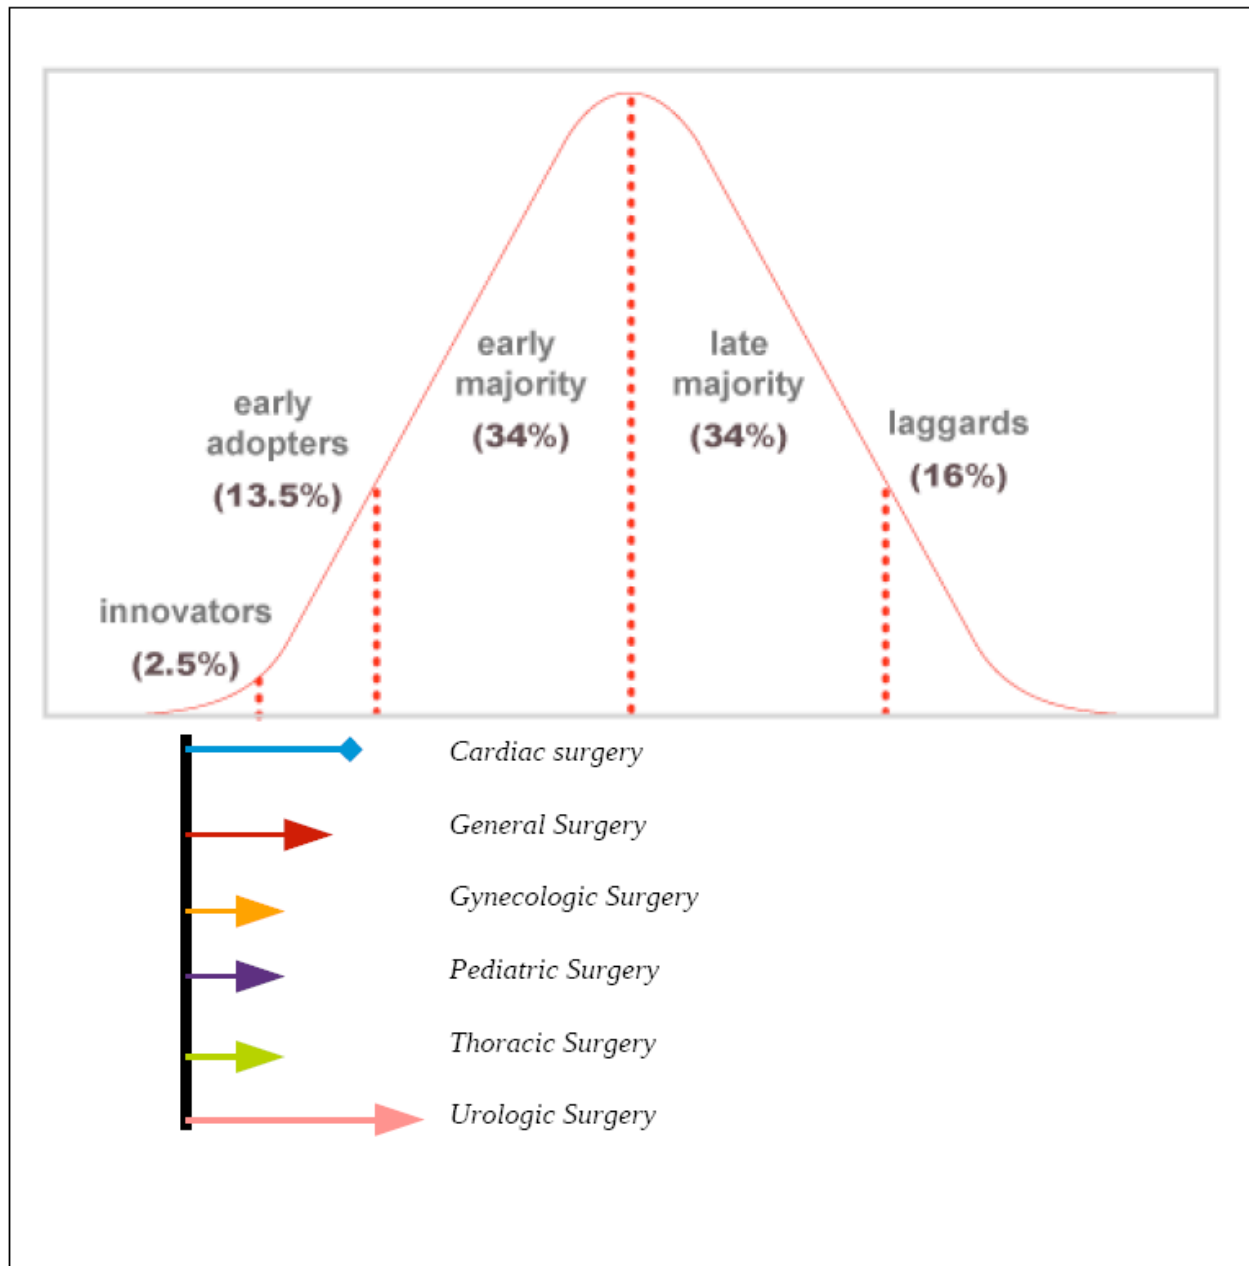 early
majority
(34%)
late
majority
(34%)
early
adopters
(13.5%)
laggards
(16%)
innovators
(2.5%)
Cardiac surgery
General Surgery
Gynecologic Surgery
Pediatric Surgery
Thoracic Surgery
Urologic Surgery